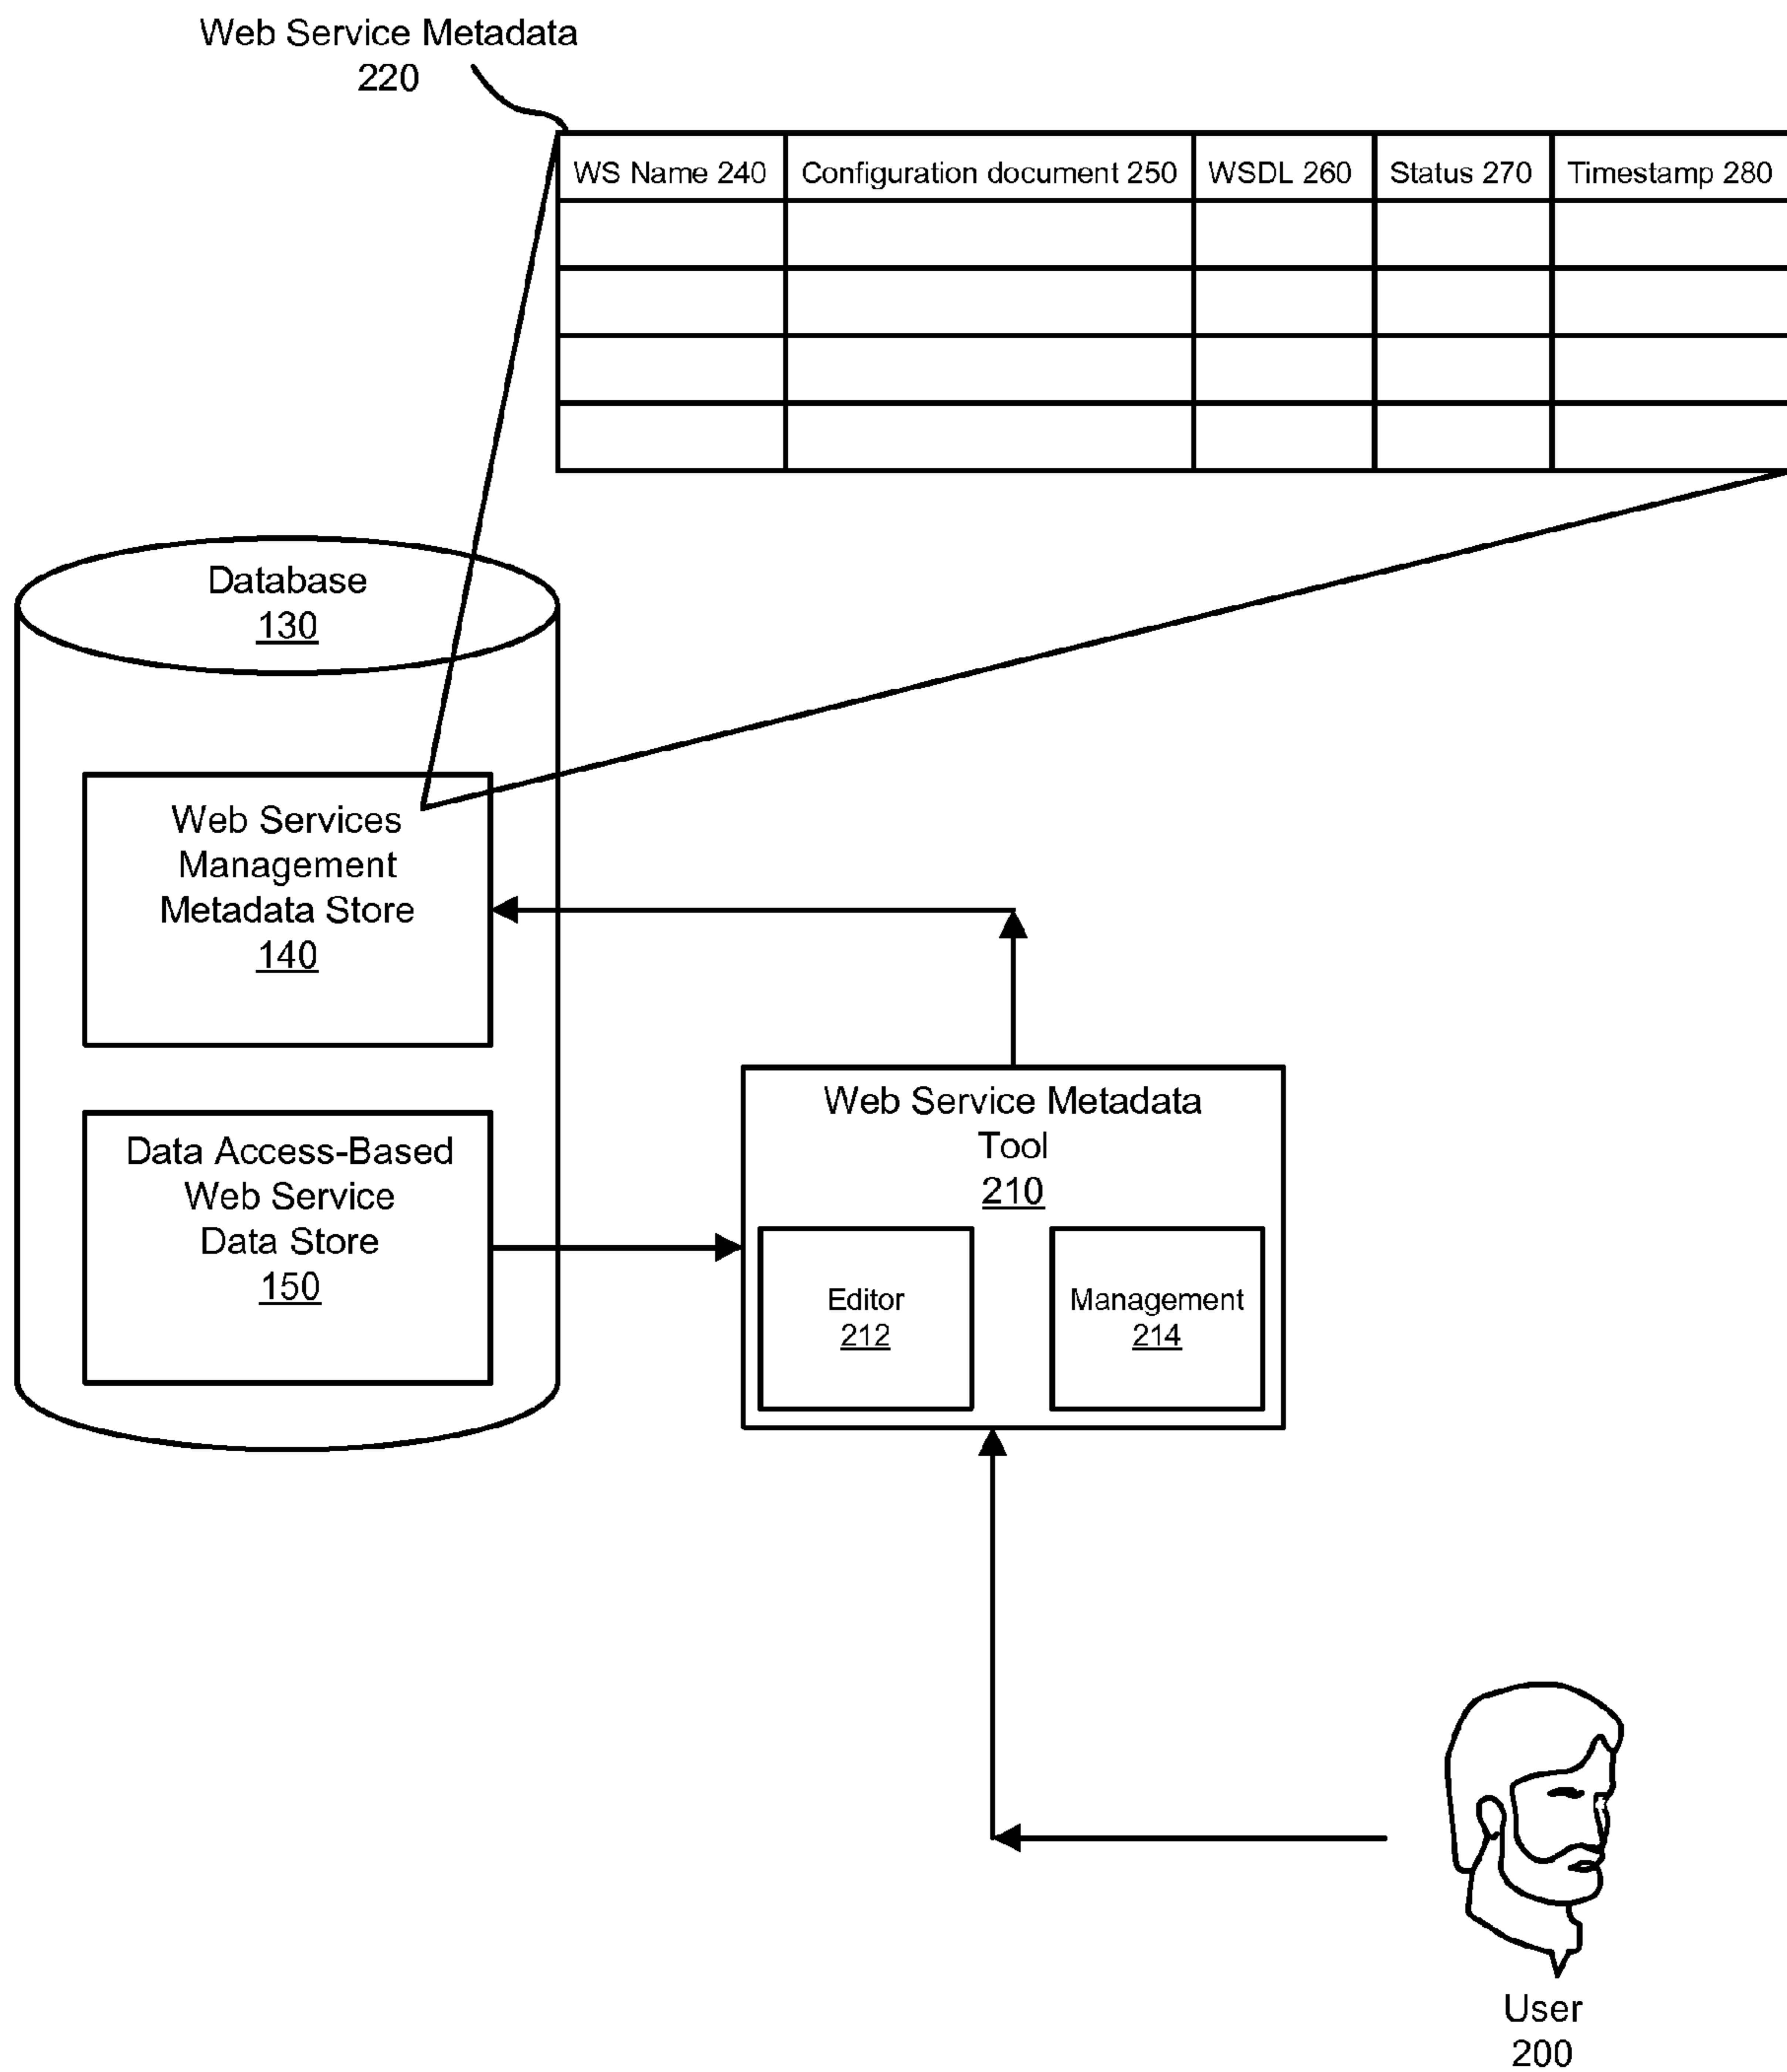 Web Service Metadata
220
WS Name 240 Configuration document 250 WSDL 260 Status 270 Timestamp 280
Database
130
Web Services
Management
Metadata Store
140
Data Access-Based
Web Service
Data Store
150
Web Service Metadata
Tool
210
Editor
212
Management
214
User
200